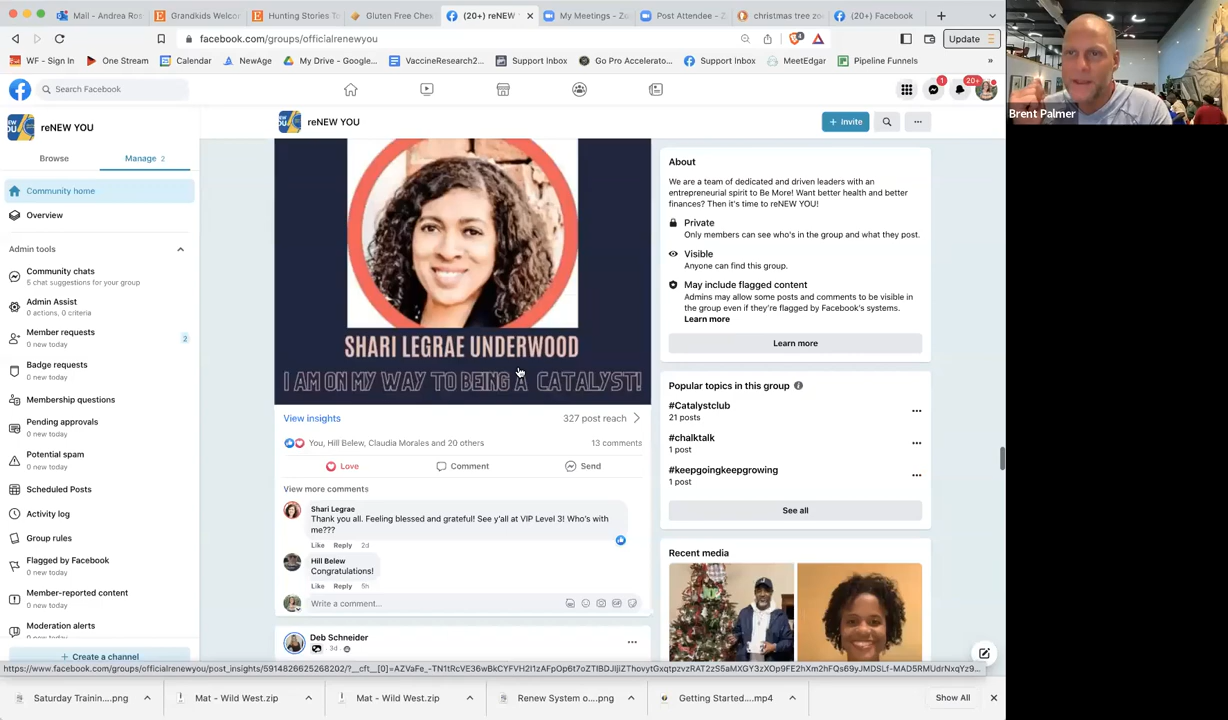 Mail - Andrea Ros
Grandkids Welco
Hunting Stories To
Gluten Free Chex
(20+) reNEW
My Meetings - Zo
Post Attendee - Z
christmas tree zo
(20+) Facebook
facebook.com/groups/officialrenewyou
4
Update
WF - Sign In
One Stream
Calendar
NewAge
My Drive - Google...
VaccineResearch2...
Support Inbox
Go Pro Accelerato...
Support Inbox
MeetEdgar
Pipeline Funnels
»
Search Facebook
1
20+
Brent Palmer
reNEW YOU
Browse
Manage 2
Community home
Overview
Admin tools
Community chats
5 chat suggestions for your group
Admin Assist
0 actions, 0 criteria
Member requests
0 new today
2
Badge requests
0 new today
Membership questions
Pending approvals
0 new today
Potential spam
0 new today
Scheduled Posts
Activity log
Group rules
Flagged by Facebook
0 new today
Member-reported content
0 new today
Moderation alerts
0 new today
+ Create a channel
reNEW YOU
+ Invite
SHARI LEGRAE UNDERWOOD
I AM ON MY WAY TO BEING A CATALYST!
View insights
327 post reach
You, Hill Belew, Claudia Morales and 20 others
13 comments
Love
Comment
Send
View more comments
Shari Legrae
Thank you all. Feeling blessed and grateful! See y'all at VIP Level 3! Who's with
me???
Like Reply 2d
Hill Belew
Congratulations!
Like Reply 5h
Write a comment...
Deb Schneider
3d
About
We are a team of dedicated and driven leaders with an
entrepreneurial spirit to Be More! Want better health and better
finances? Then it's time to reNEW YOU!
Private
Only members can see who's in the group and what they post.
Visible
Anyone can find this group.
May include flagged content
Admins may allow some posts and comments to be visible in
the group even if they're flagged by Facebook's systems.
Learn more
Learn more
Popular topics in this group
#Catalystclub
21 posts
#chalktalk
1 post
#keepgoingkeepgrowing
1 post
See all
Recent media
Saturday Trainin....png
Mat - Wild West.zip
Mat - Wild West.zip
Renew System o....png
Getting Started....mp4
Show All